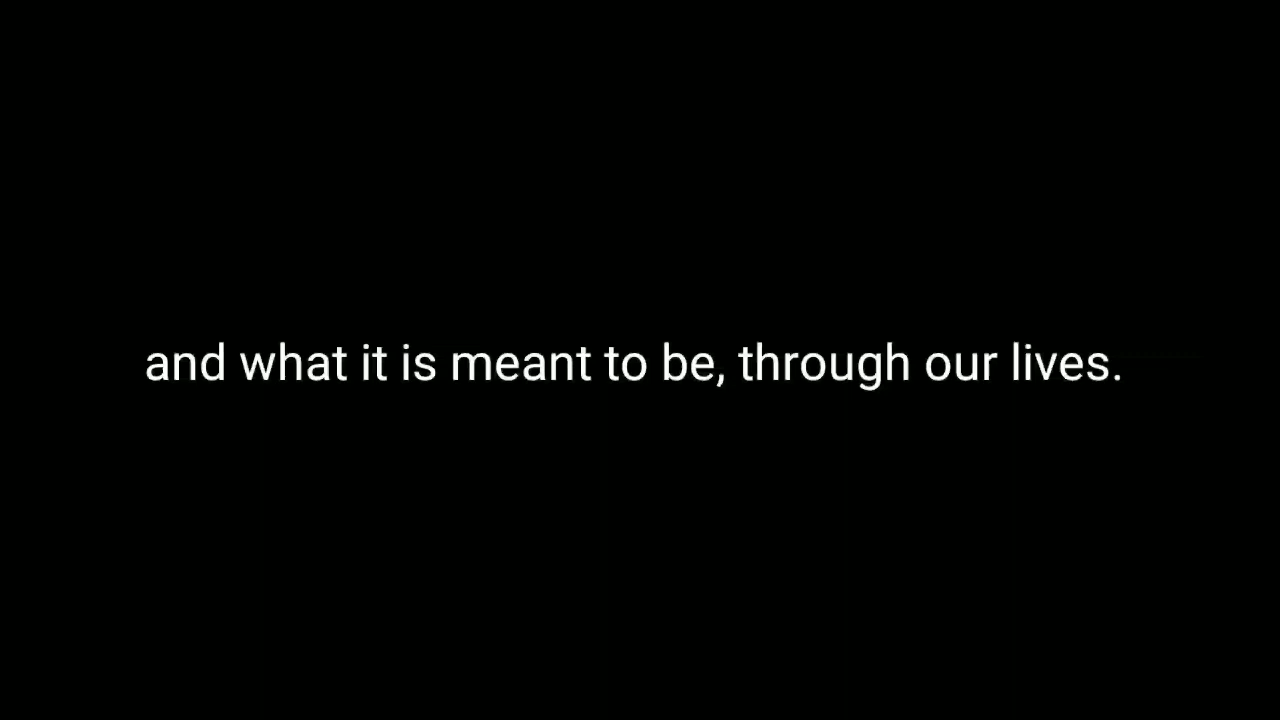 and what it is meant to be, through our lives.